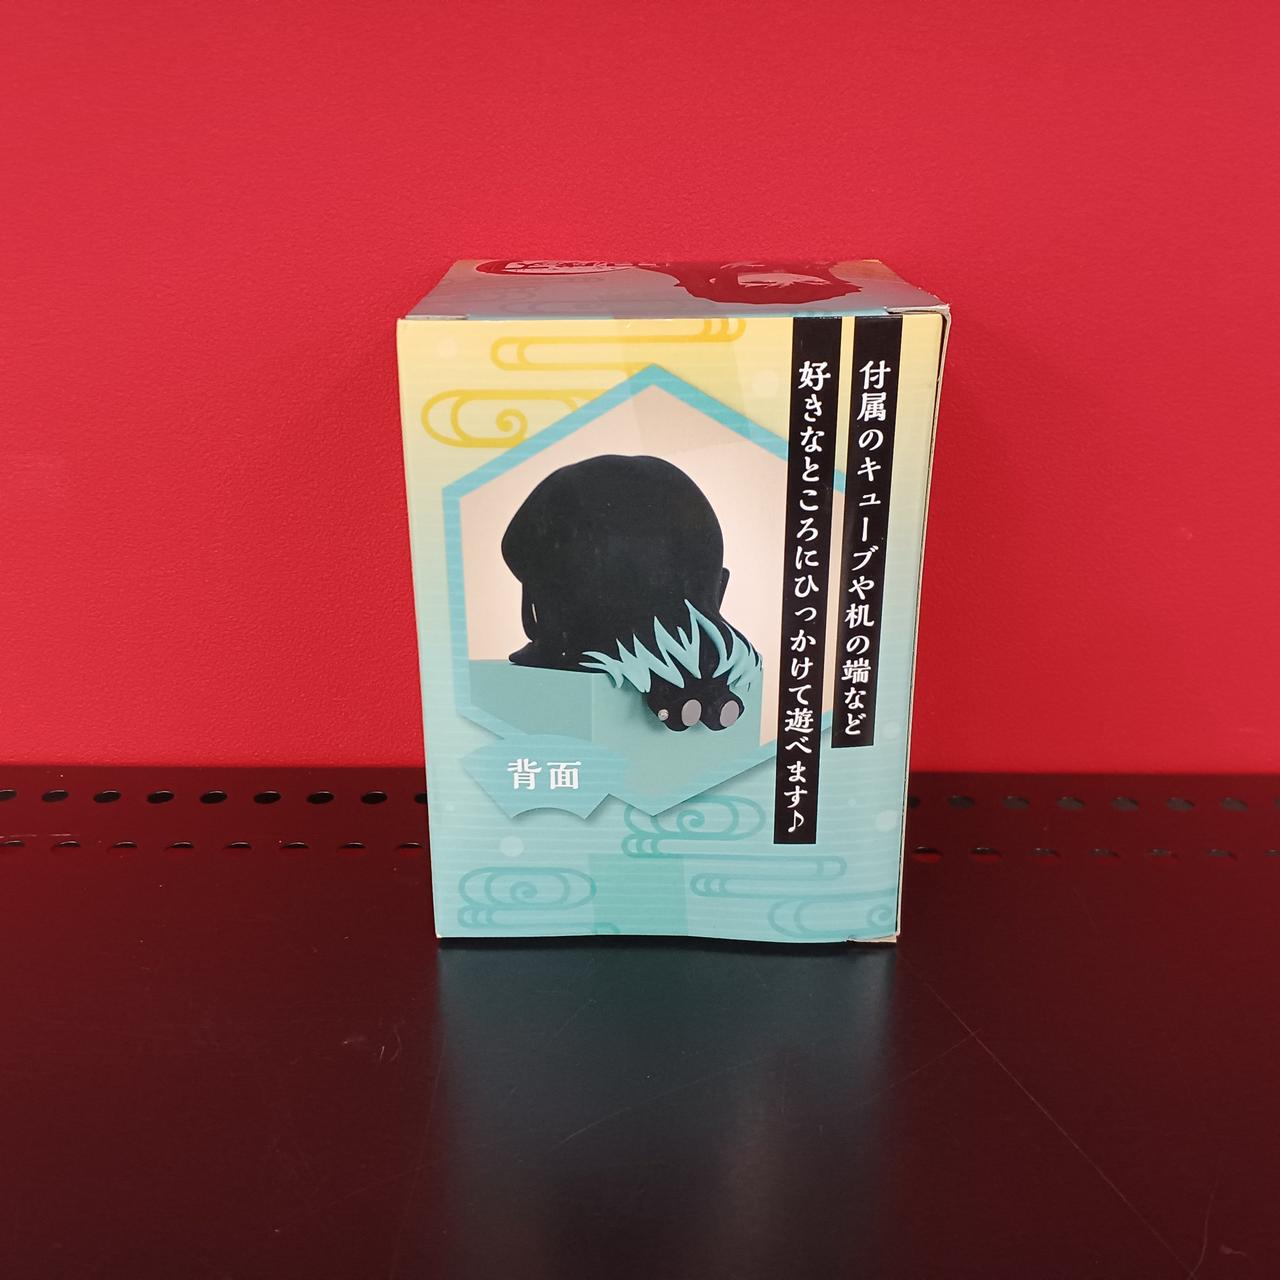 付属のキューブや机の端など
好きなところにひっかけて遊べます♪
背面